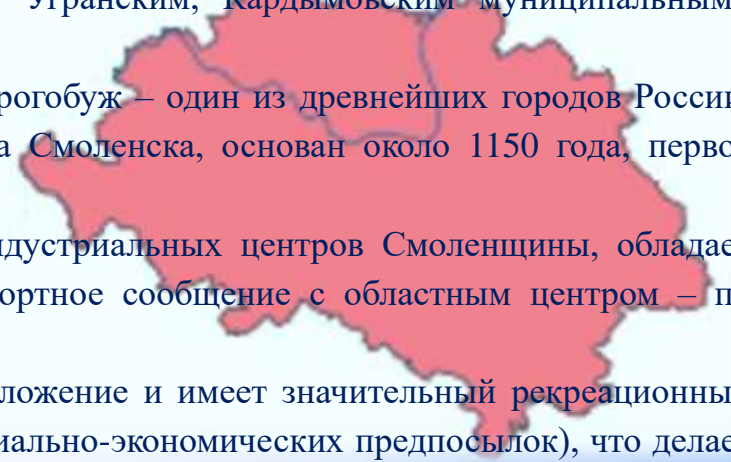 Угранским, Кардымовским муниципальным
рогобуж – один из древнейших городов России
а Смоленска, основан около 1150 года, перво
ндустриальных центров Смоленщины, обладае
ортное сообщение с областным центром – п
ложение и имеет значительный рекреационны
иально-экономических предпосылок), что делае